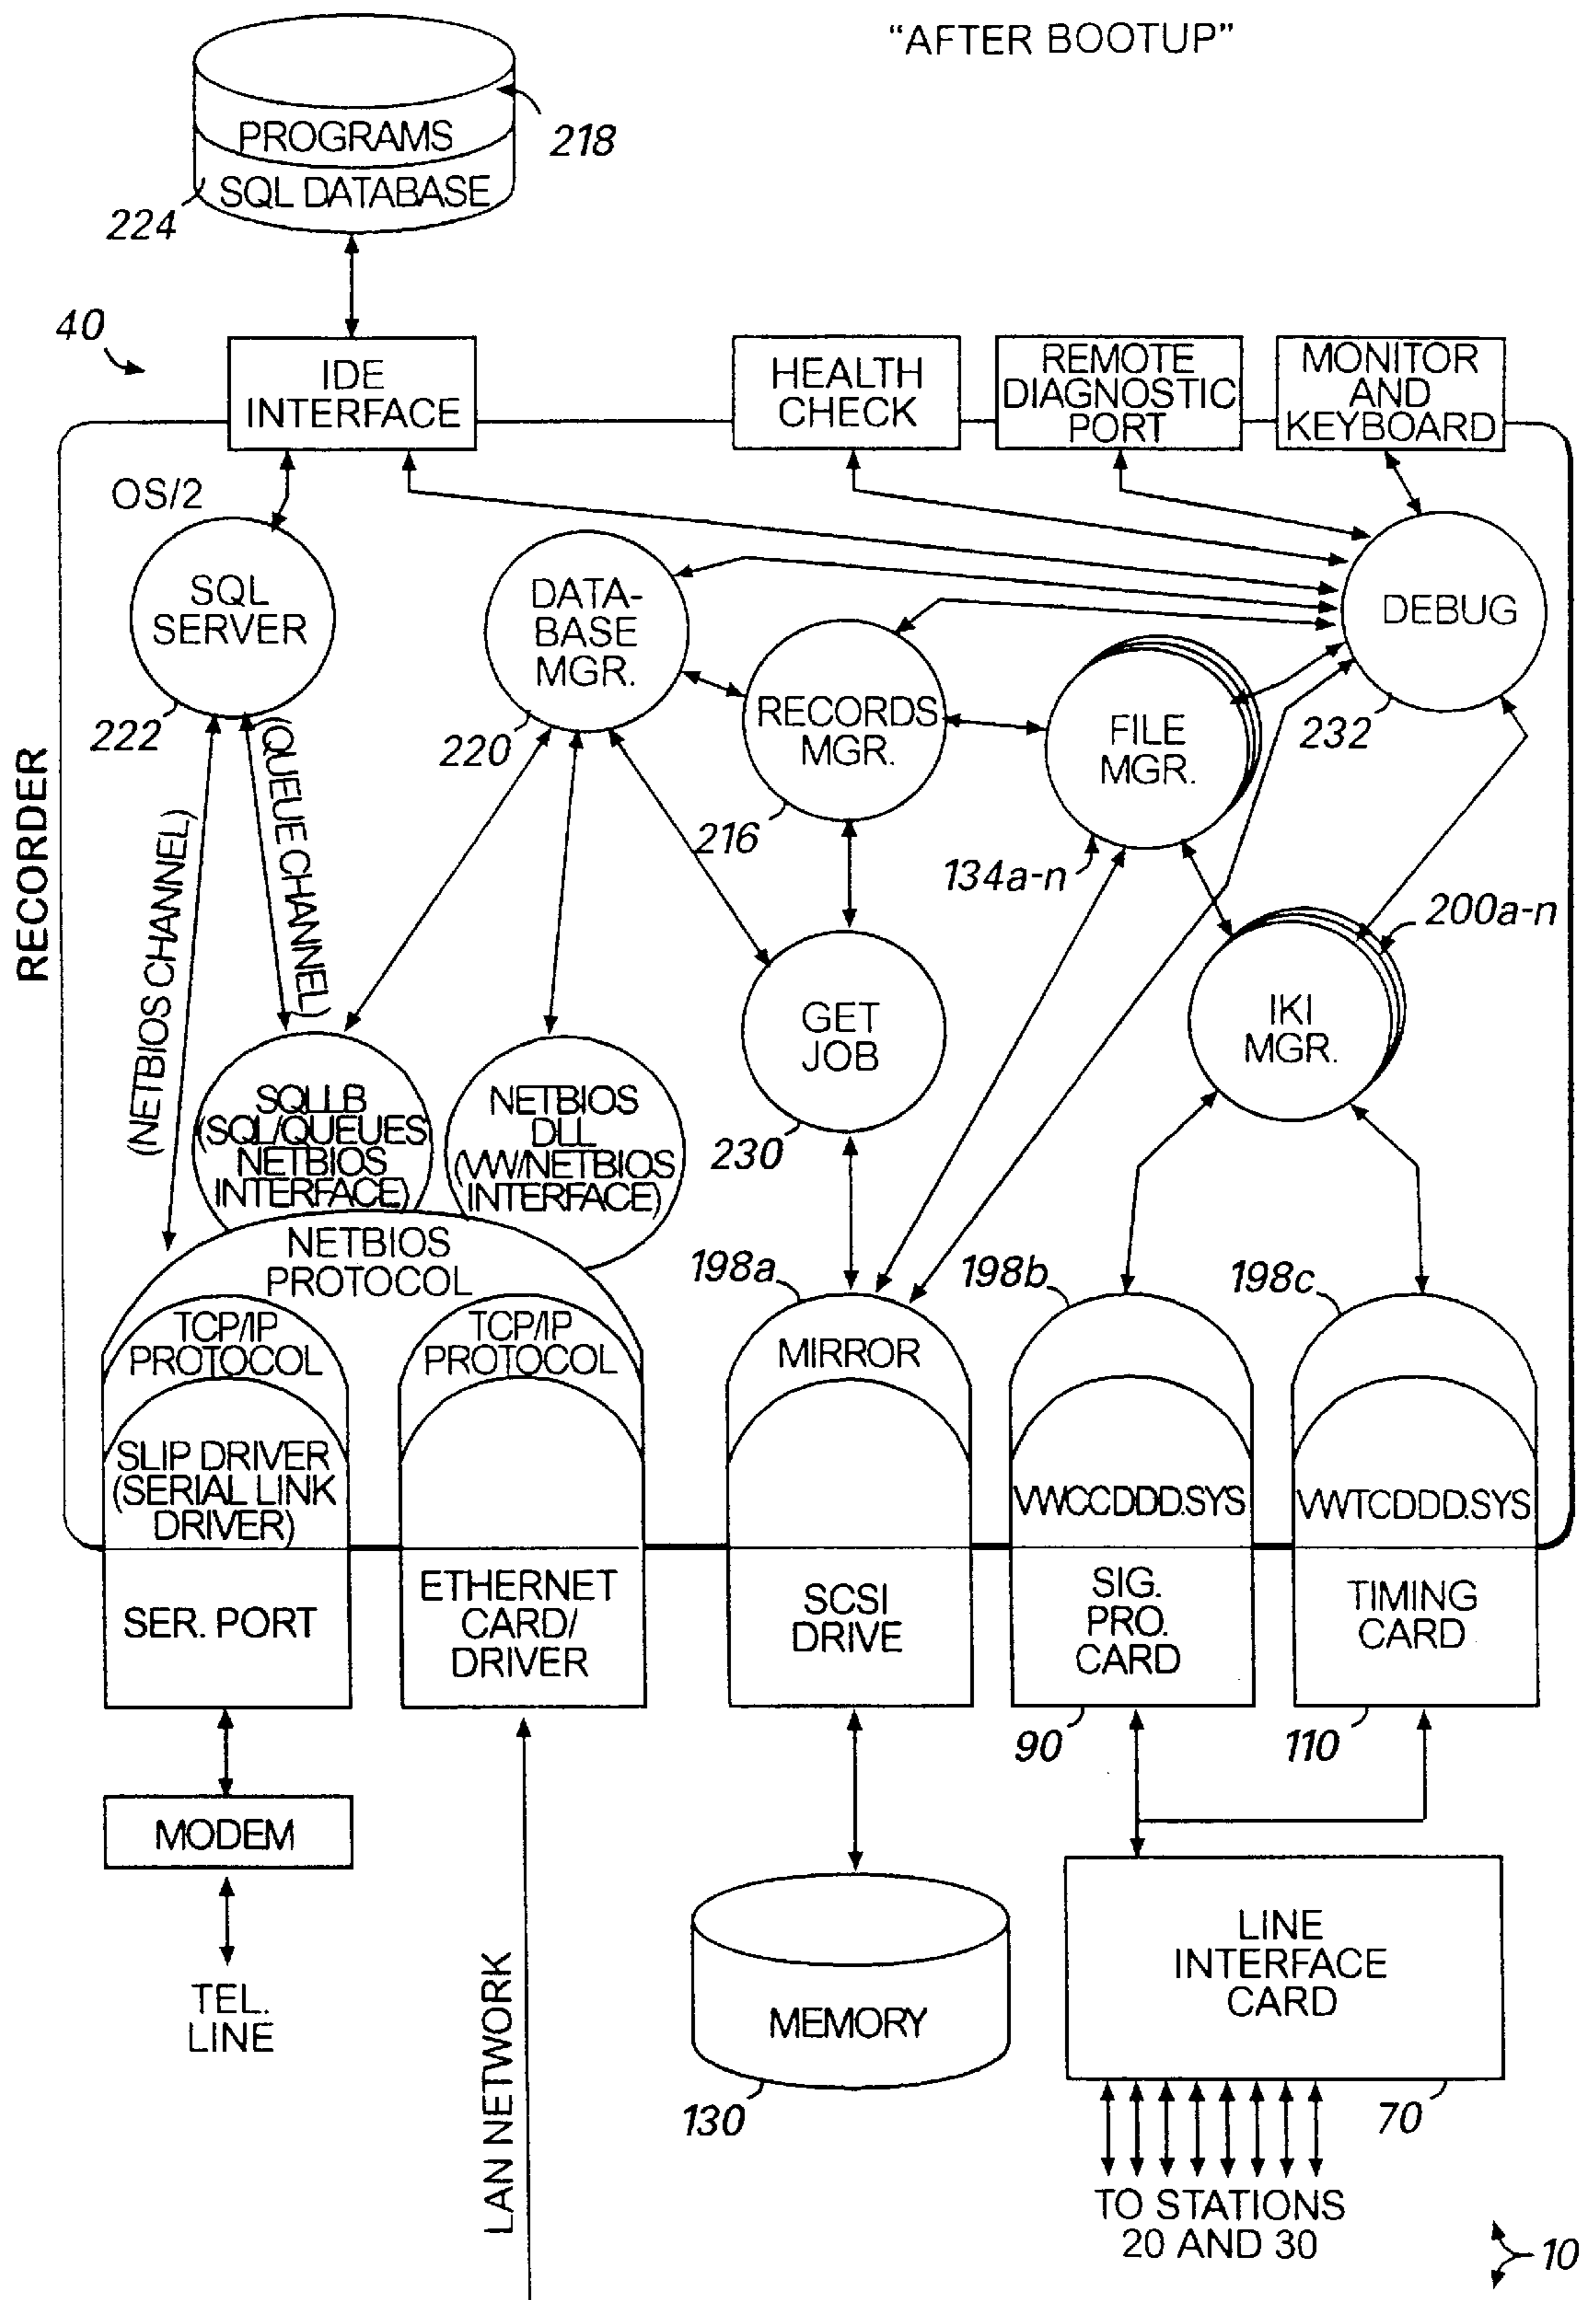 "AFTER BOOTUP"
PROGRAMS
218
SQL DATABASE
224
40
IDE
INTERFACE
HEALTH
CHECK
REMOTE
DIAGNOSTIC
PORT
MONITOR
AND
KEYBOARD
OS/2
SQL
SERVER
222
DATA-
BASE
MGR.
220
RECORDS
MGR.
216
FILE
MGR.
134a-n
DEBUG
232
RECORDER
(NETBIOS CHANNEL)
(QUEUE CHANNEL)
200a-n
IKI
MGR.
GET
JOB
230
SQLLB
(SQL/QUEUES
NETBIOS
INTERFACE)
NETBIOS
DLL
(VW/NETBIOS
INTERFACE)
NETBIOS
PROTOCOL
198a
198b
198c
TCP/IP
PROTOCOL
TCP/IP
PROTOCOL
MIRROR
SLIP DRIVER
(SERIAL LINK
DRIVER)
VWCCDDD.SYS
VWTCDDD.SYS
SER. PORT
ETHERNET
CARD/
DRIVER
SCSI
DRIVE
SIG.
PRO.
CARD
TIMING
CARD
90
110
MODEM
TEL.
LINE
LAN NETWORK
MEMORY
130
LINE
INTERFACE
CARD
70
TO STATIONS
20 AND 30
10